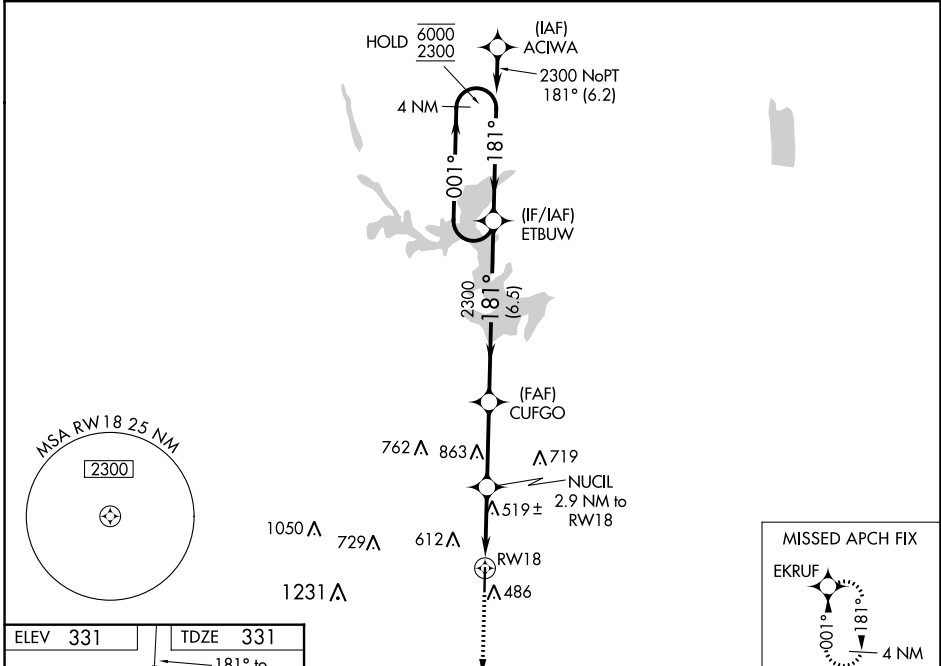 HOLD 6000
2300
(IAF)
ACIWA
2300 NoPT
181° (6.2)
4 NM
001°
181°
(IF/IAF)
ETBUW
2300
181°
(6.5)
(FAF)
CUFGO
762
863
719
NUCIL
2.9 NM to
RW18
519 ±
MSA RW18 25 NM
2300
1050
729
612
RW18
1231
486
MISSED APCH FIX
EKRUF
001°
181°
4 NM
ELEV 331
TDZE 331
181° to